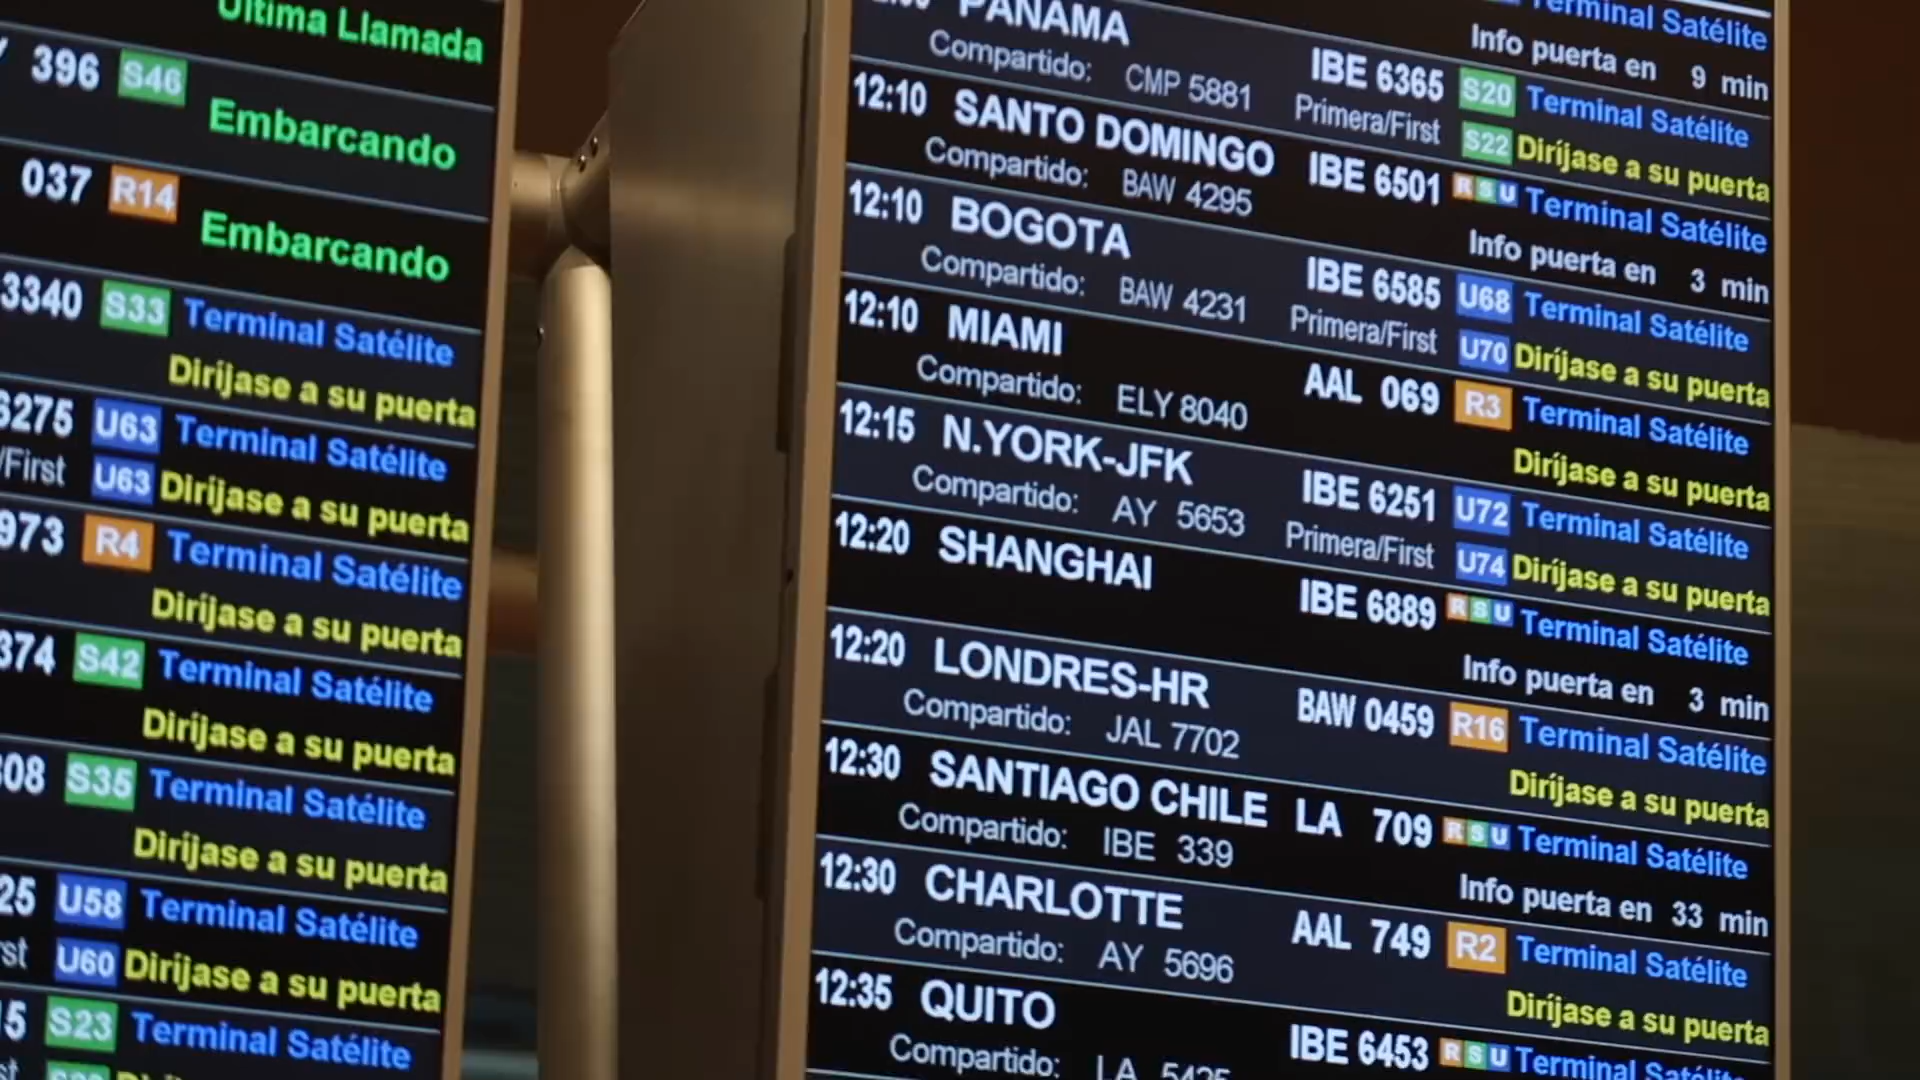 Última Llamada
396 S46
Embarcando
037 R14
Embarcando
3340 S33 Terminal Satélite
Diríjase a su puerta
6275 U63 Terminal Satélite
/First U63 Diríjase a su puerta
973 R4 Terminal Satélite
Diríjase a su puerta
374 S42 Terminal Satélite
Diríjase a su puerta
08 S35 Terminal Satélite
Diríjase a su puerta
25 U58 Terminal Satélite
st U60 Diríjase a su puerta
15 S23 Terminal Satélite
Terminal Satélite
PANAMA Info puerta en 9 min
Compartido: CMP 5881 IBE 6365 S20 Terminal Satélite
Primera/First S22 Diríjase a su puerta
12:10 SANTO DOMINGO IBE 6501 R S U Terminal Satélite
Compartido: BAW 4295 Info puerta en 3 min
12:10 BOGOTA IBE 6585 U68 Terminal Satélite
Compartido: BAW 4231 Primera/First U70 Diríjase a su puerta
12:10 MIAMI AAL 069 R3 Terminal Satélite
Compartido: ELY 8040 Diríjase a su puerta
12:15 N.YORK-JFK IBE 6251 U72 Terminal Satélite
Compartido: AY 5653 Primera/First U74 Diríjase a su puerta
12:20 SHANGHAI IBE 6889 R S U Terminal Satélite
Info puerta en 3 min
12:20 LONDRES-HR BAW 0459 R16 Terminal Satélite
Compartido: JAL 7702 Diríjase a su puerta
12:30 SANTIAGO CHILE LA 709 R S U Terminal Satélite
Compartido: IBE 339 Info puerta en 33 min
12:30 CHARLOTTE AAL 749 R2 Terminal Satélite
Compartido: AY 5696 Diríjase a su puerta
12:35 QUITO IBE 6453 R S U Terminal Satélite
Compartido: LA 5425